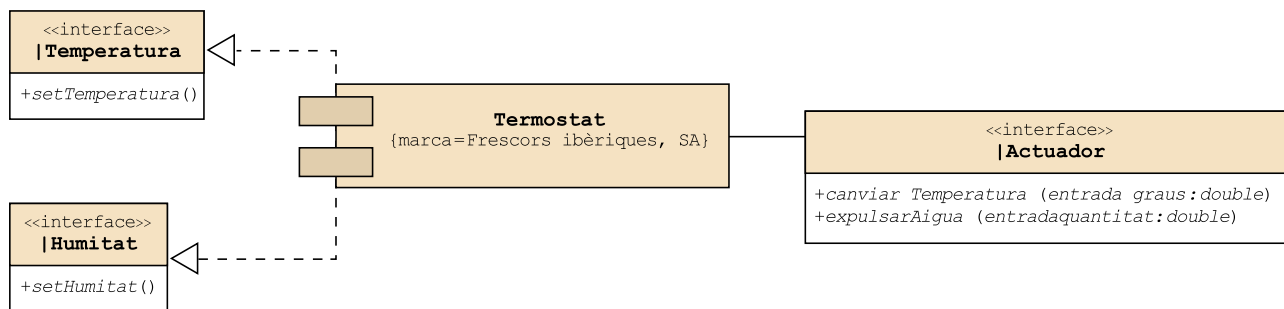 <<interface>>
|Temperatura
+setTemperatura()
Termostat
{marca=Frescors ibèriques, SA}
<<interface>>
|Actuador
+canviar Temperatura (entrada graus:double)
+expulsarAigua (entradaquantitat:double)
<<interface>>
|Humitat
+setHumitat()